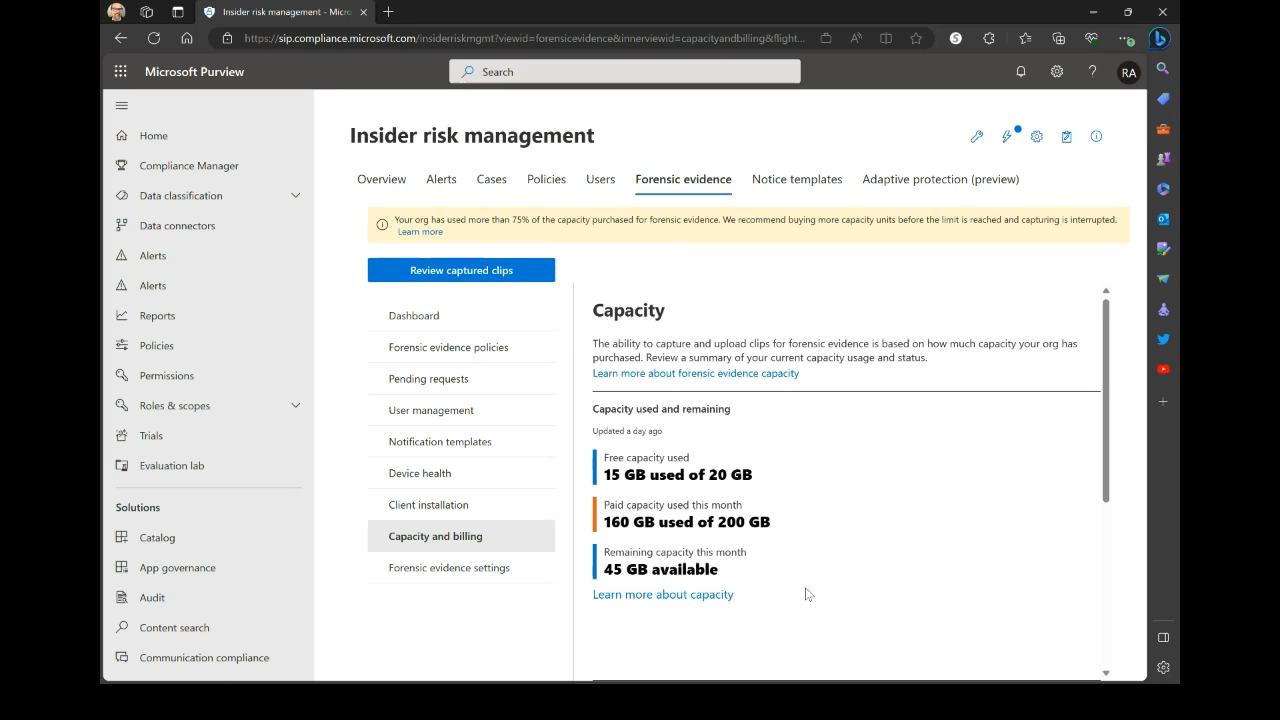 Insider risk management - Micro
https://sip.compliance.microsoft.com/insiderriskmgmt?viewid=forensicevidence&innerviewid=capacityandbilling&flight...
Microsoft Purview
Search
RA
Home
Compliance Manager
Data classification
Data connectors
Alerts
Alerts
Reports
Policies
Permissions
Roles & scopes
Trials
Evaluation lab
Solutions
Catalog
App governance
Audit
Content search
Communication compliance
Insider risk management
Overview Alerts Cases Policies Users Forensic evidence Notice templates Adaptive protection (preview)
Your org has used more than 75% of the capacity purchased for forensic evidence. We recommend buying more capacity units before the limit is reached and capturing is interrupted.
Learn more
Review captured clips
Dashboard
Forensic evidence policies
Pending requests
User management
Notification templates
Device health
Client installation
Capacity and billing
Forensic evidence settings
Capacity
The ability to capture and upload clips for forensic evidence is based on how much capacity your org has
purchased. Review a summary of your current capacity usage and status.
Learn more about forensic evidence capacity
Capacity used and remaining
Updated a day ago
Free capacity used
15 GB used of 20 GB
Paid capacity used this month
160 GB used of 200 GB
Remaining capacity this month
45 GB available
Learn more about capacity